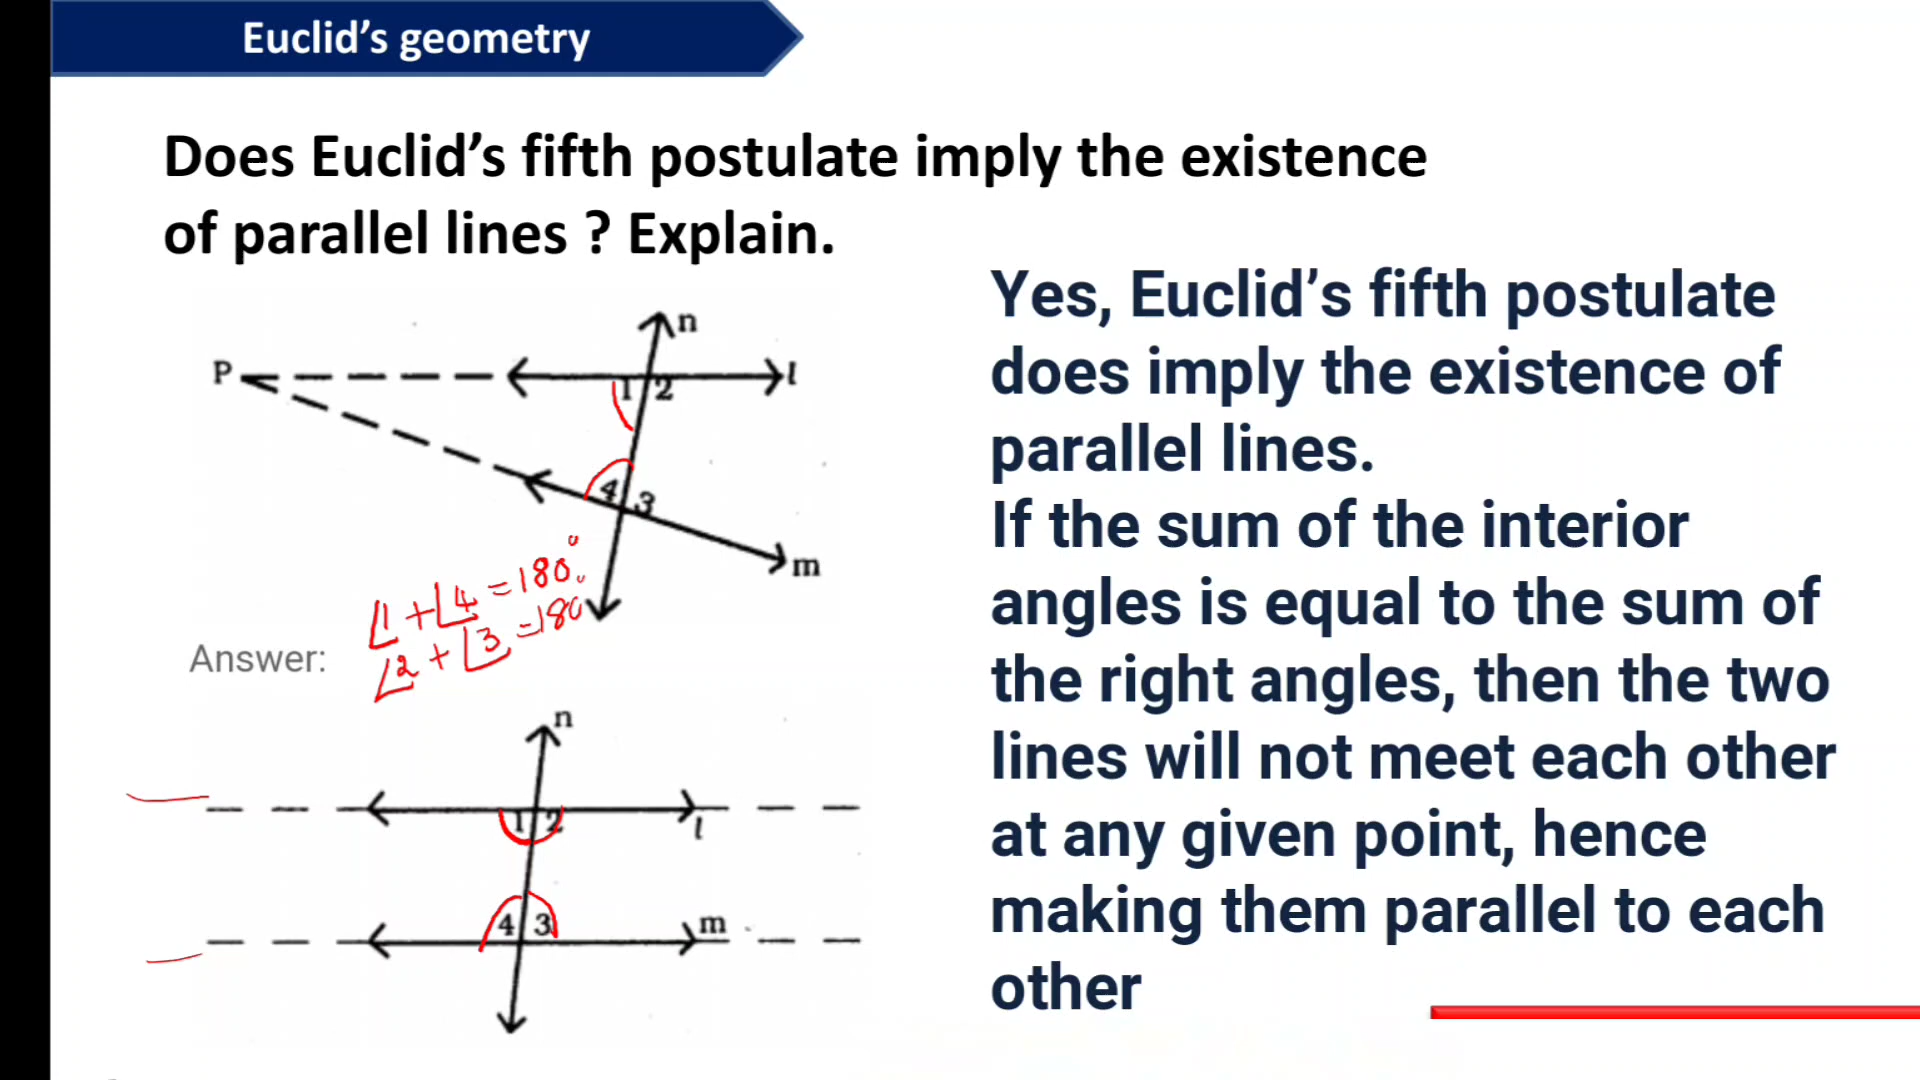 Euclid's geometry
Does Euclid's fifth postulate imply the existence
of parallel lines ? Explain.
n
P
l
1 2
4 3
m
∠1 + ∠4 = 180°
∠2 + ∠3 = 180°
Answer:
n
1 2
l
4 3
m
Yes, Euclid's fifth postulate
does imply the existence of
parallel lines.
If the sum of the interior
angles is equal to the sum of
the right angles, then the two
lines will not meet each other
at any given point, hence
making them parallel to each
other